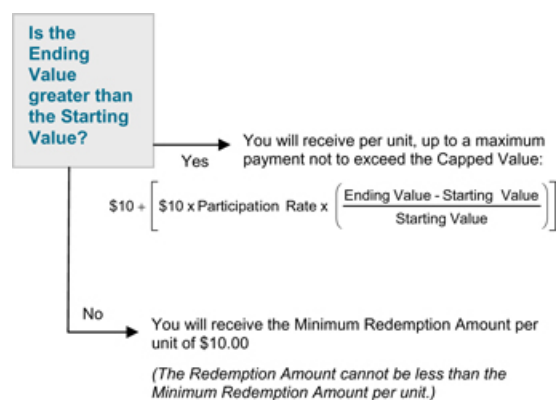 Is the
Ending
Value
greater than
the Starting
Value?
Yes
You will receive per unit, up to a maximum
payment not to exceed the Capped Value:
$10 + [ $10 x Participation Rate x ( Ending Value - Starting Value / Starting Value ) ]
No
You will receive the Minimum Redemption Amount per
unit of $10.00
(The Redemption Amount cannot be less than the
Minimum Redemption Amount per unit.)